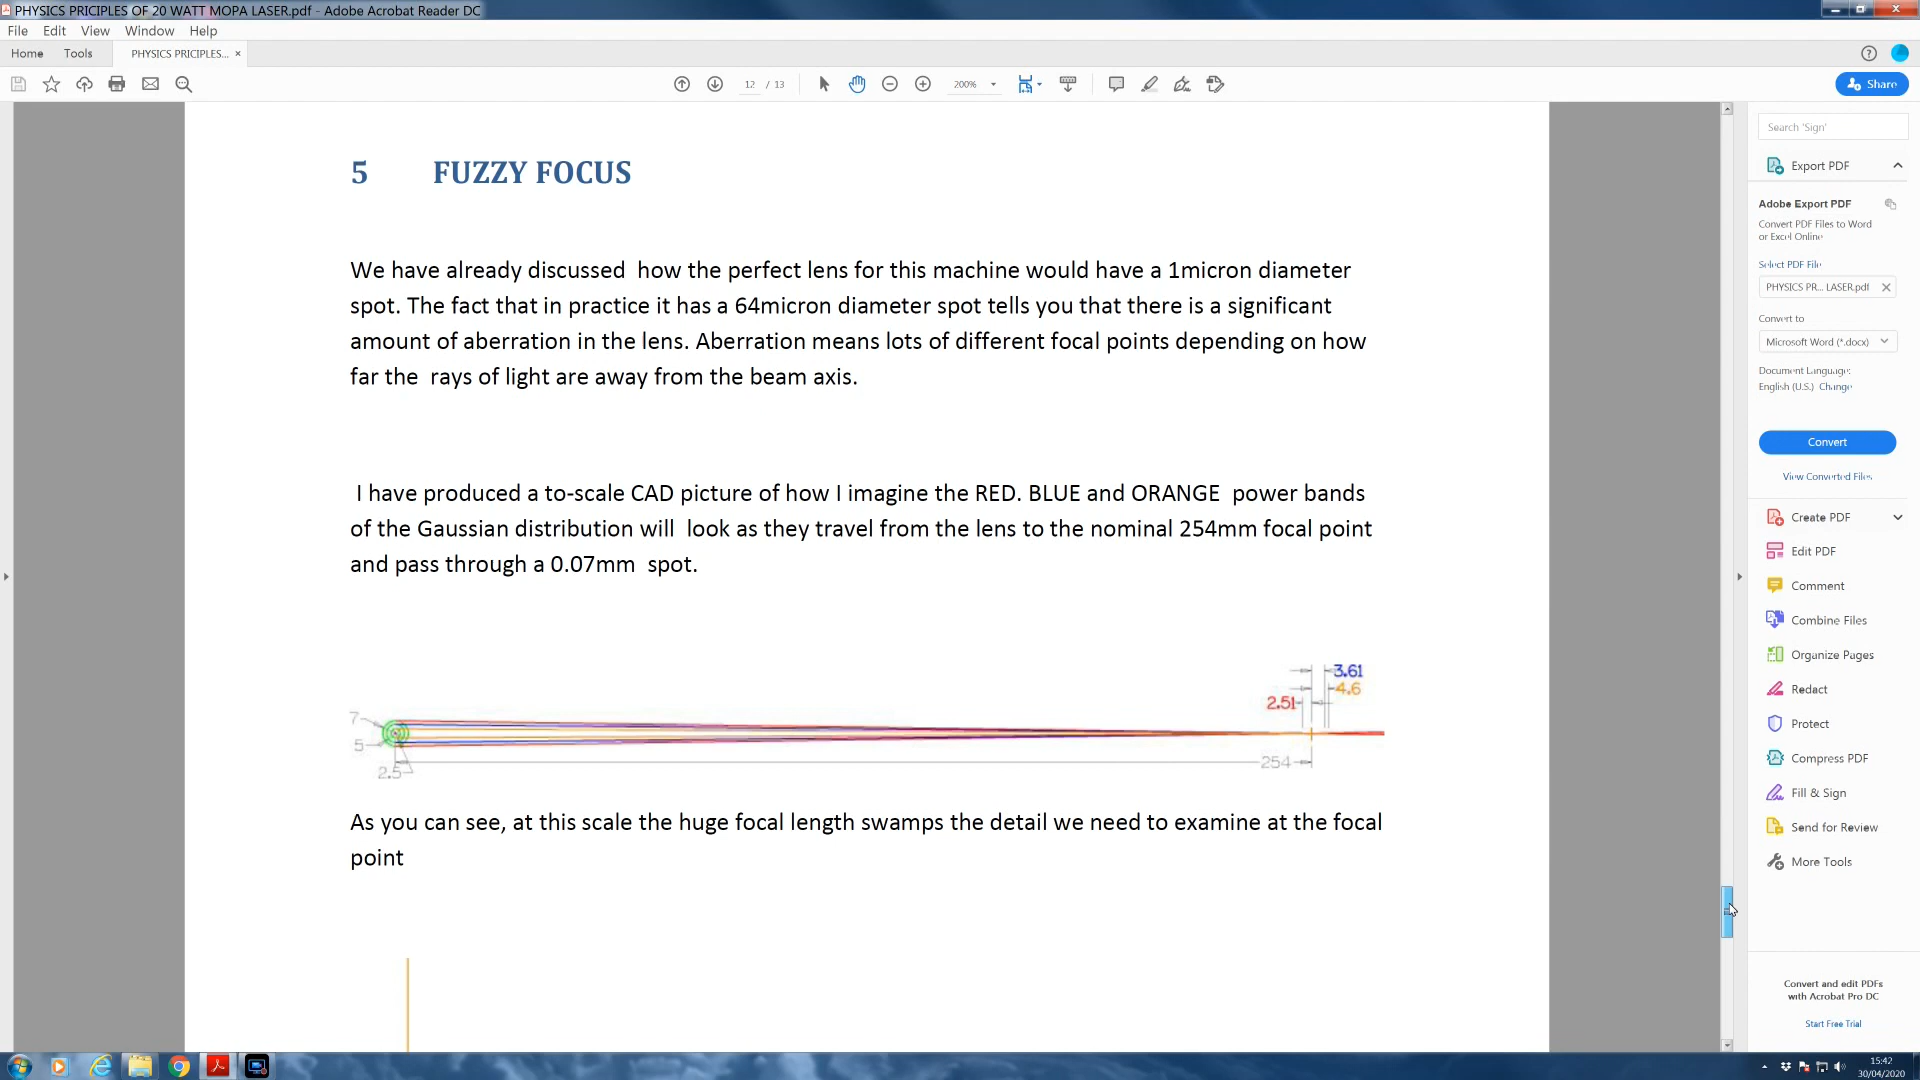 PHYSICS PRICIPLES OF 20 WATT MOPA LASER.pdf - Adobe Acrobat Reader DC
File Edit View Window Help
Home Tools PHYSICS PRICIPLES... ×
12 / 13 200% Share
5 FUZZY FOCUS
We have already discussed how the perfect lens for this machine would have a 1micron diameter
spot. The fact that in practice it has a 64micron diameter spot tells you that there is a significant
amount of aberration in the lens. Aberration means lots of different focal points depending on how
far the rays of light are away from the beam axis.
I have produced a to-scale CAD picture of how I imagine the RED. BLUE and ORANGE power bands
of the Gaussian distribution will look as they travel from the lens to the nominal 254mm focal point
and pass through a 0.07mm spot.
3.61
4.6
2.51
7
5
2.5
254
As you can see, at this scale the huge focal length swamps the detail we need to examine at the focal
point
Search 'Sign'
Export PDF
Adobe Export PDF
Convert PDF Files to Word
or Excel Online
Select PDF File
PHYSICS PR... LASER.pdf
Convert to
Microsoft Word (*.docx)
Document Language:
English (U.S.) Change
Convert
View Converted Files
Create PDF
Edit PDF
Comment
Combine Files
Organize Pages
Redact
Protect
Compress PDF
Fill & Sign
Send for Review
More Tools
Convert and edit PDFs
with Acrobat Pro DC
Start Free Trial
15:42
30/04/2020